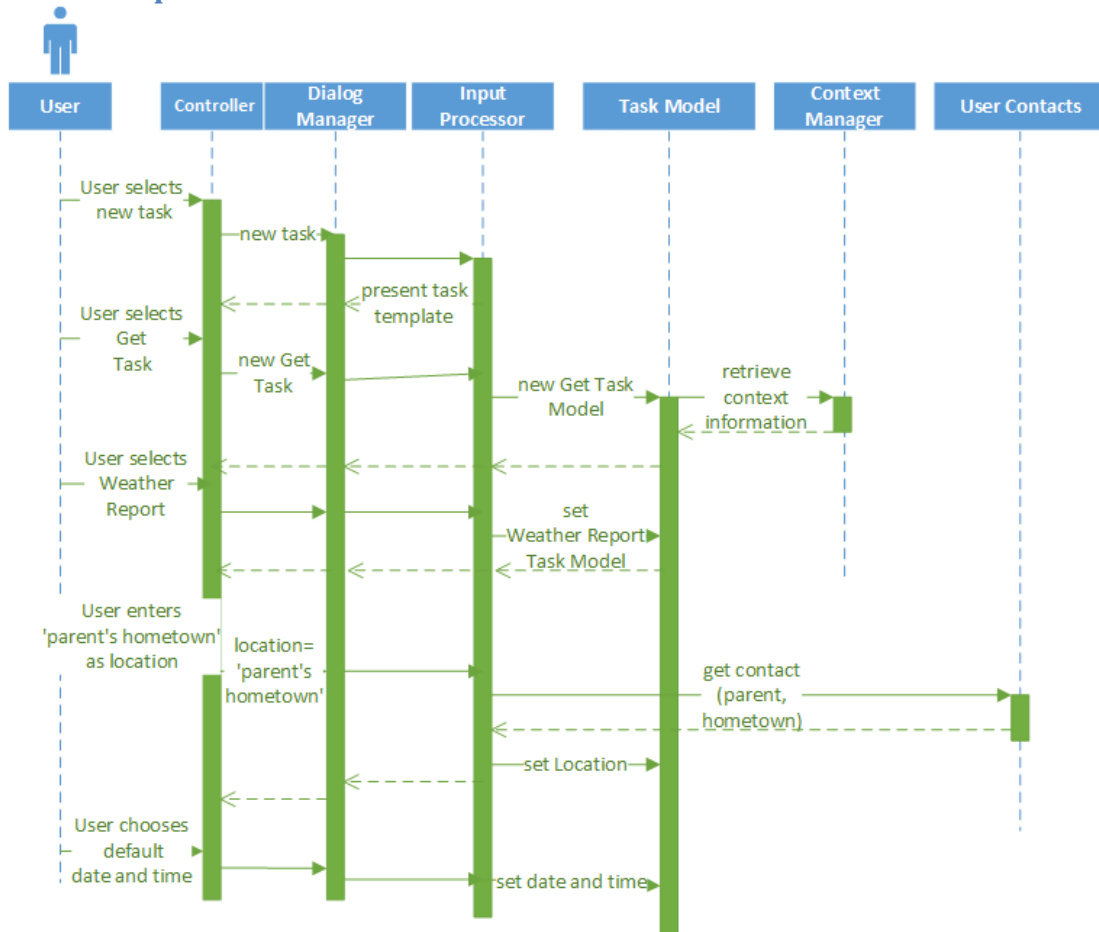 User
Controller
Dialog
Manager
Input
Processor
Task Model
Context
Manager
User Contacts
User selects
new task
new task
present task
template
User selects
Get
Task
new Get
Task
new Get Task
Model
retrieve
context
information
User selects
Weather
Report
set
Weather Report
Task Model
User enters
'parent's hometown'
as location
location=
'parent's
hometown'
get contact
(parent,
hometown)
set Location
User chooses
default
date and time
set date and time